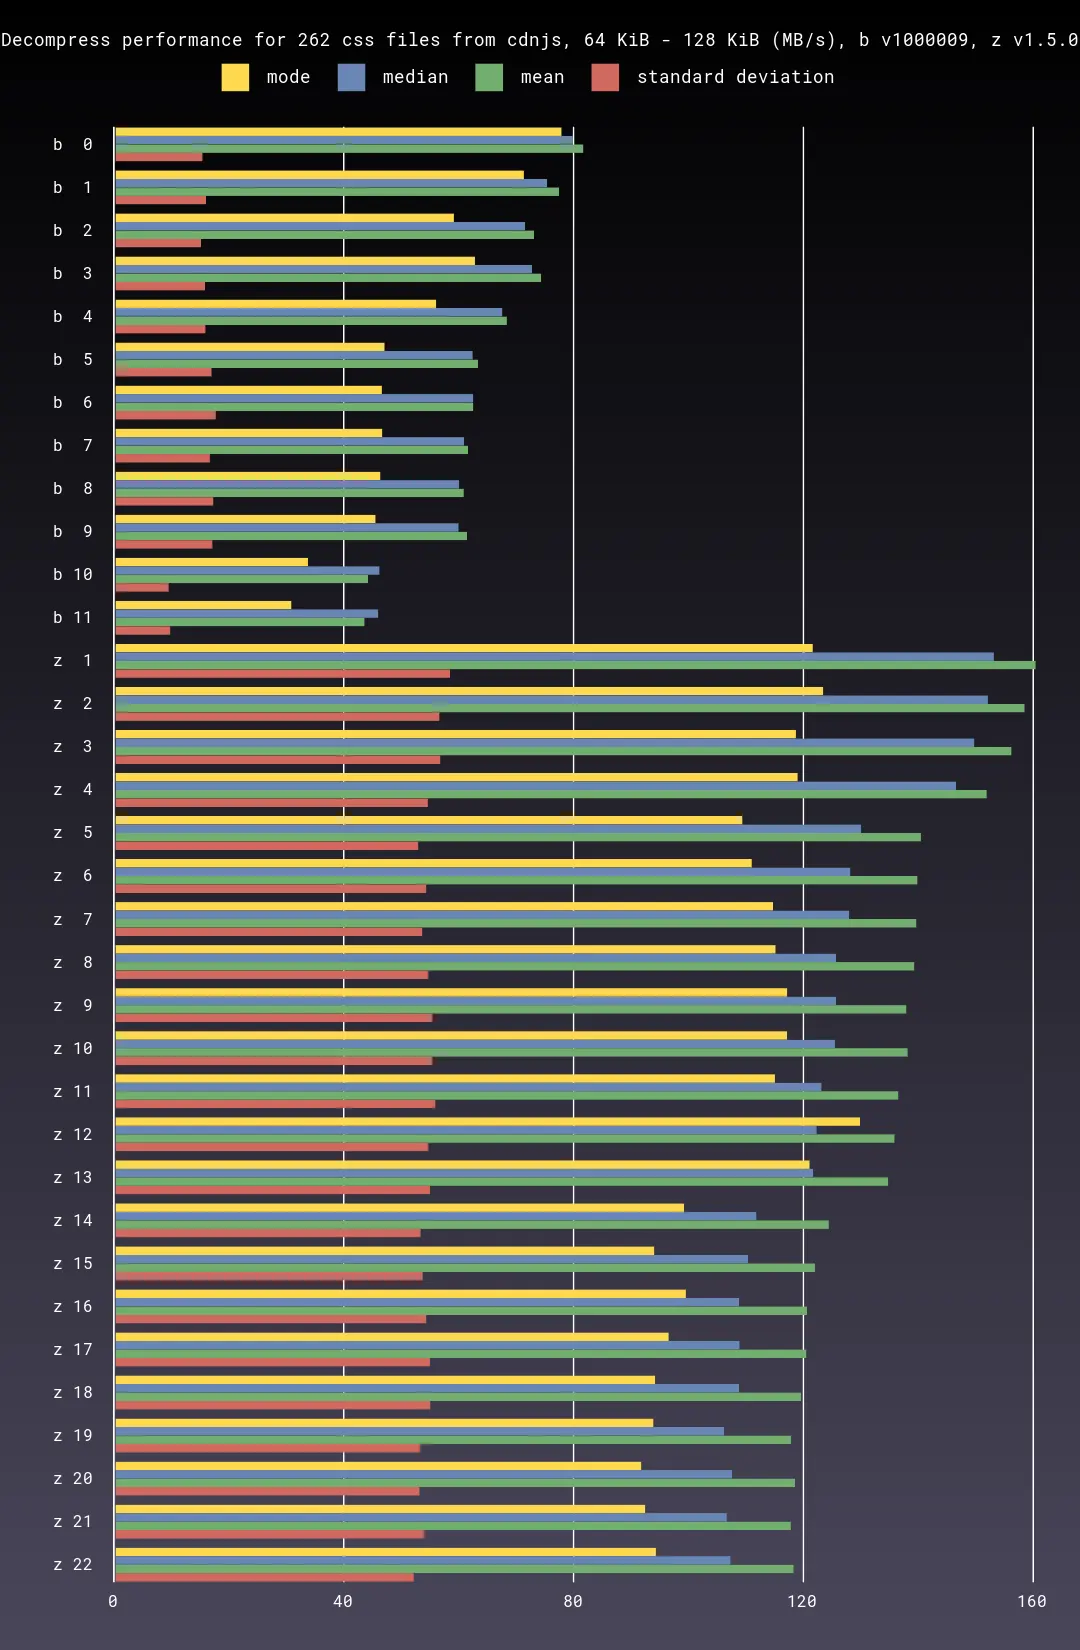 Decompress performance for 262 css files from cdnjs, 64 KiB - 128 KiB (MB/s), b v1000009, z v1.5.0
mode median mean standard deviation
b 0
b 1
b 2
b 3
b 4
b 5
b 6
b 7
b 8
b 9
b 10
b 11
z 1
z 2
z 3
z 4
z 5
z 6
z 7
z 8
z 9
z 10
z 11
z 12
z 13
z 14
z 15
z 16
z 17
z 18
z 19
z 20
z 21
z 22
0 40 80 120 160